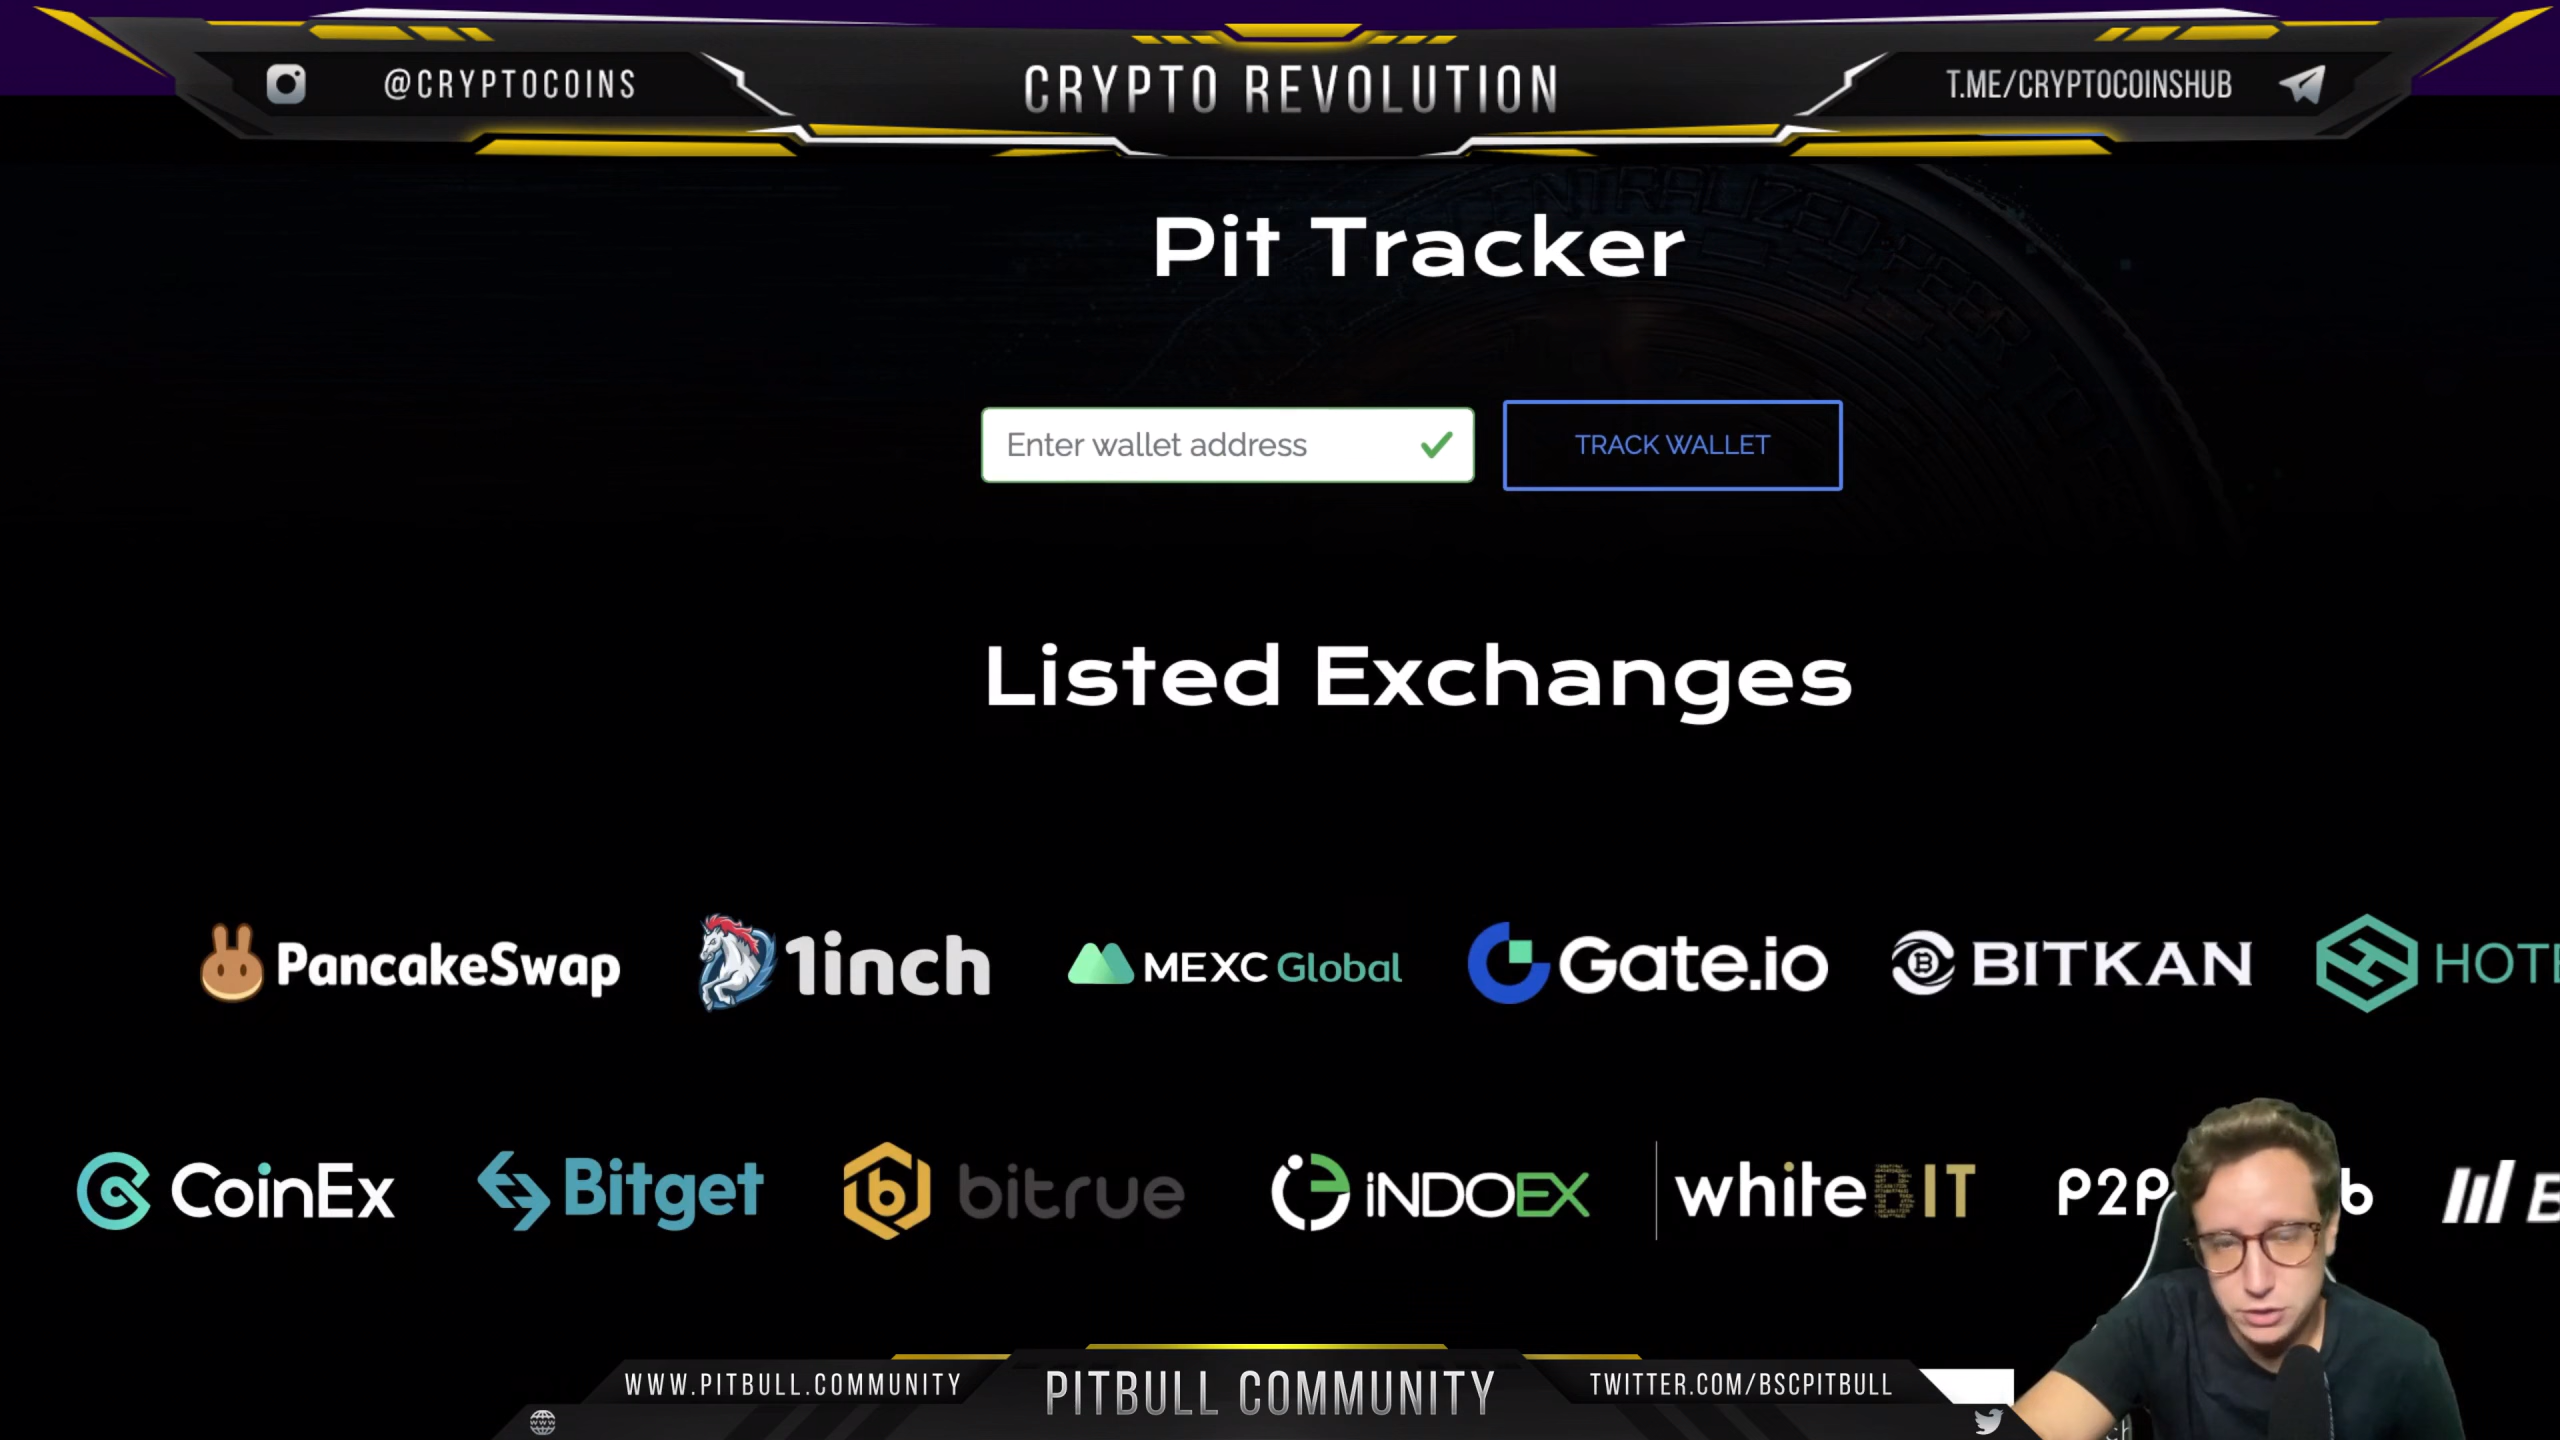 @CRYPTOCOINS
CRYPTO REVOLUTION
T.ME/CRYPTOCOINSHUB
Pit Tracker
Enter wallet address
TRACK WALLET
Listed Exchanges
PancakeSwap
1inch
MEXC Global
Gate.io
BITKAN
CoinEx
Bitget
bitrue
iNDOEX
whiteBIT
WWW.PITBULL.COMMUNITY
PITBULL COMMUNITY
TWITTER.COM/BSCPITBULL